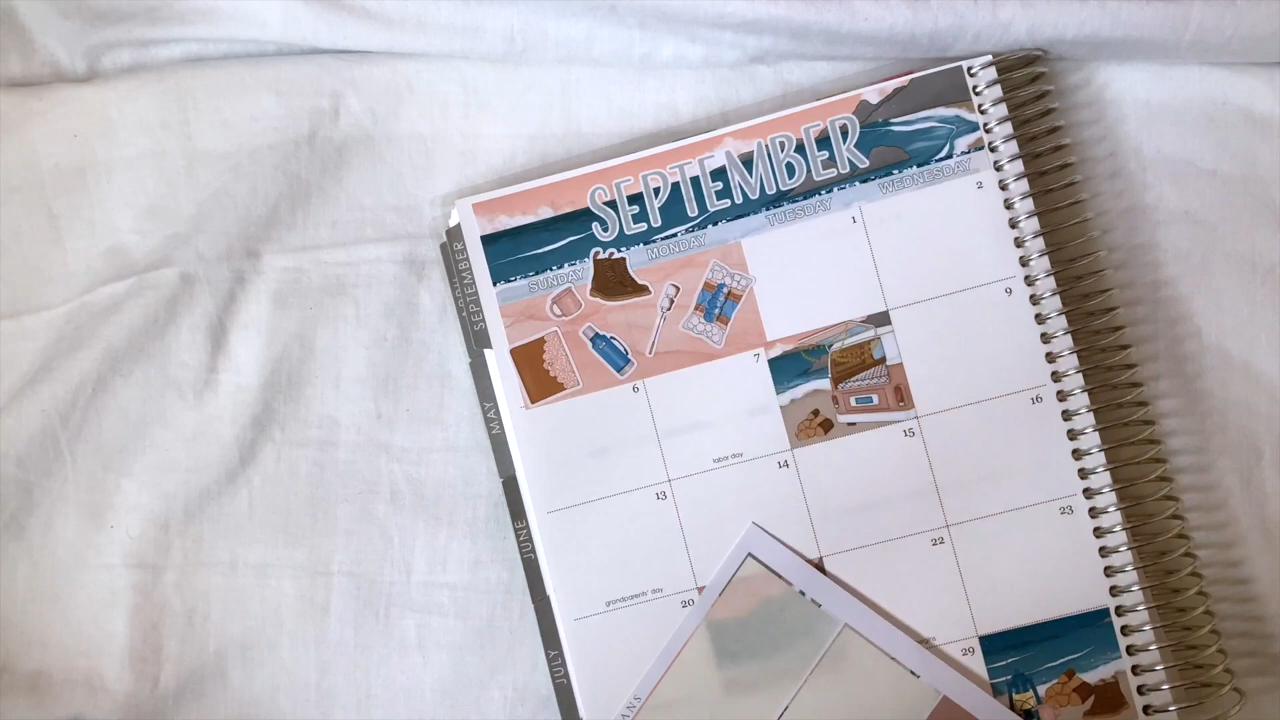 SEPTEMBER
SUNDAY MONDAY TUESDAY WEDNESDAY
1 2
6 7 9
labor day
13 14 15 16
grandparents' day
20 22 23
29
SEPTEMBER
MAY
JUNE
JULY